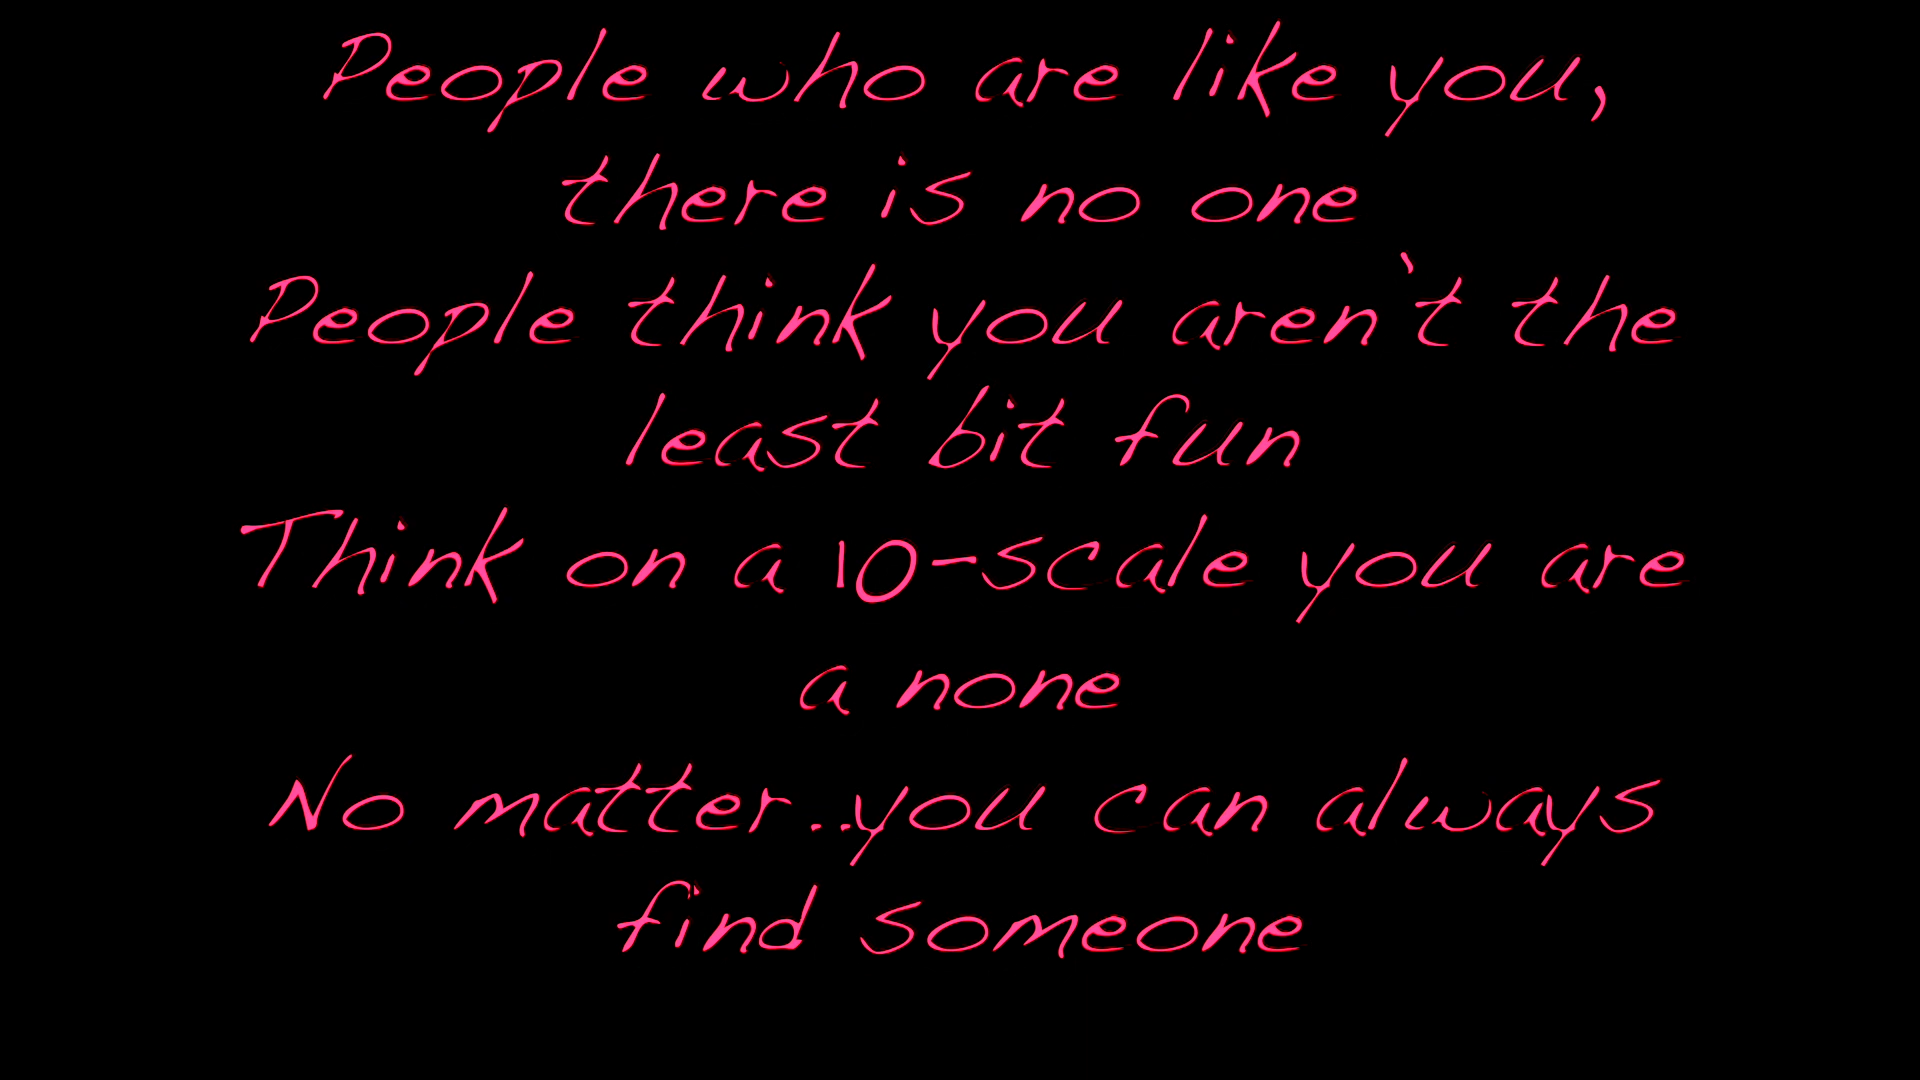 People who are like you,
there is no one
People think you aren`t the
least bit fun
Think on a 10-scale you are
a none
No matter..you can always
find someone